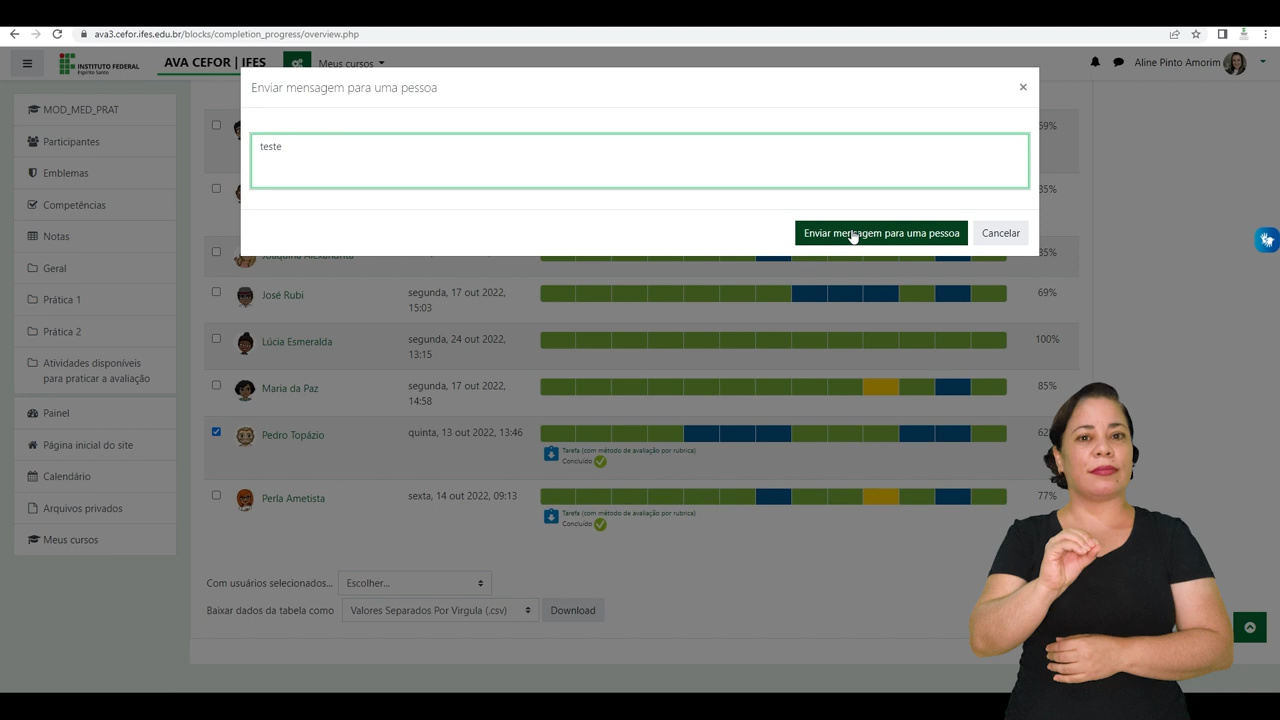 ava3.cefor.ifes.edu.br/blocks/completion_progress/overview.php
INSTITUTO FEDERAL
Espírito Santo
AVA CEFOR | IFES
Meus cursos
Aline Pinto Amorim
Enviar mensagem para uma pessoa
teste
Enviar mensagem para uma pessoa
Cancelar
MOD_MED_PRAT
Participantes
Emblemas
Competências
Notas
Geral
Prática 1
Prática 2
Atividades disponíveis
para praticar a avaliação
Painel
Página inicial do site
Calendário
Arquivos privados
Meus cursos
69%
85%
Joaquina Alexandrita
85%
José Rubi
segunda, 17 out 2022,
15:03
69%
Lúcia Esmeralda
segunda, 24 out 2022,
13:15
100%
Maria da Paz
segunda, 17 out 2022,
14:58
85%
Pedro Topázio
quinta, 13 out 2022, 13:46
Tarefa (com método de avaliação por rubrica)
Concluído
Perla Ametista
sexta, 14 out 2022, 09:13
77%
Tarefa (com método de avaliação por rubrica)
Concluído
Com usuários selecionados...
Escolher...
Baixar dados da tabela como
Valores Separados Por Virgula (.csv)
Download